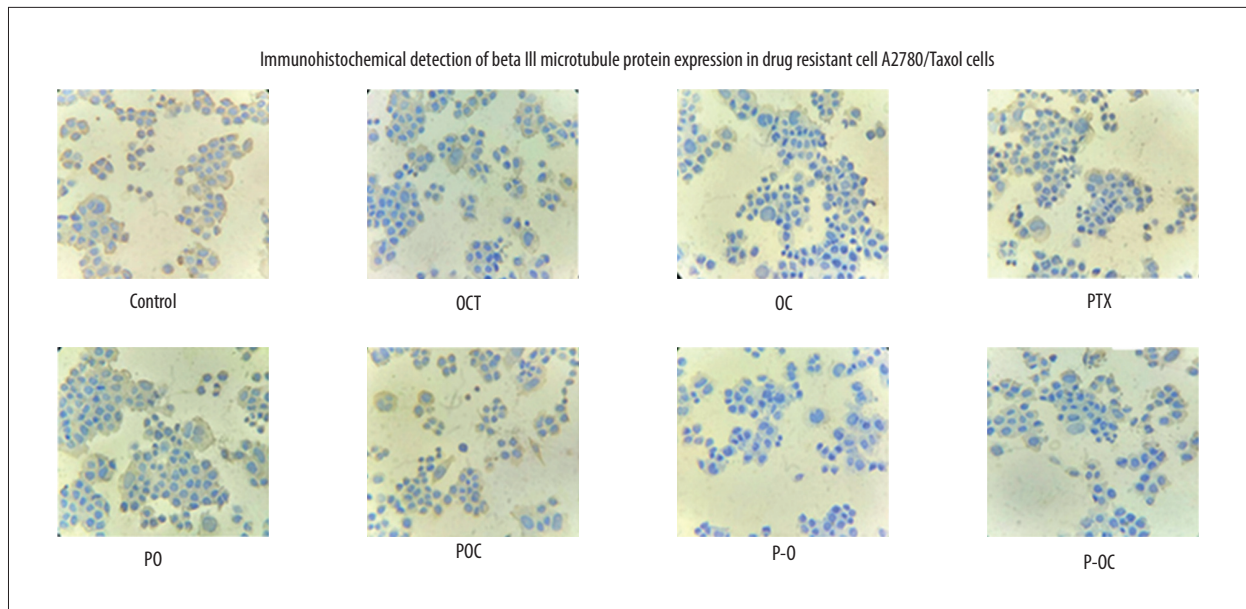 Immunohistochemical detection of beta III microtubule protein expression in drug resistant cell A2780/Taxol cells
Control
OCT
OC
PTX
PO
POC
P-O
P-OC